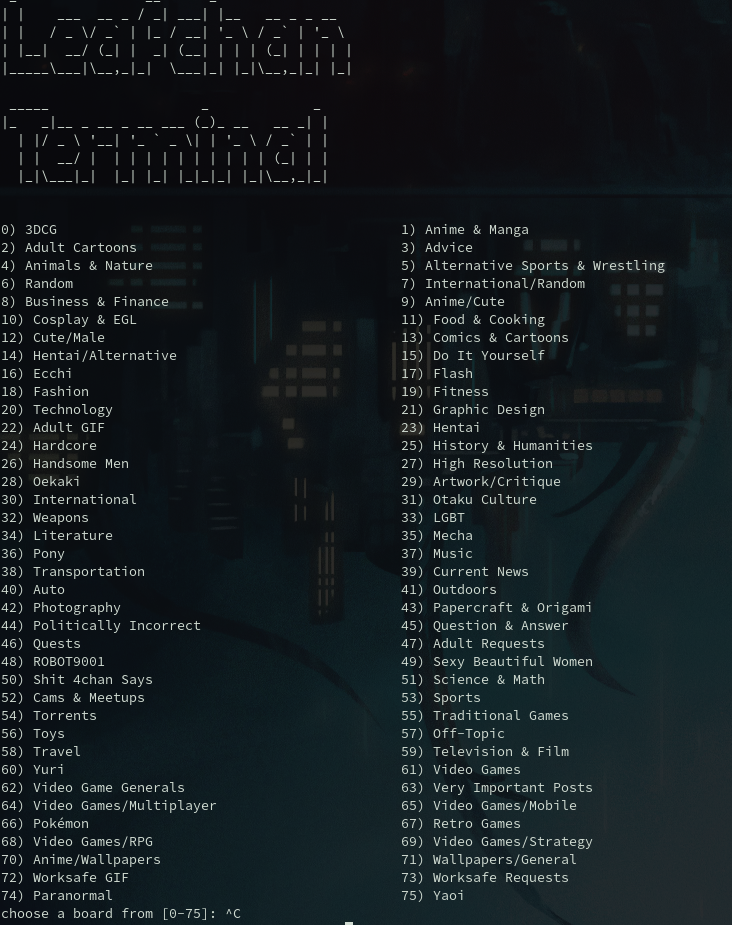 Leafchan
Terminal
0) 3DCG 1) Anime & Manga
2) Adult Cartoons 3) Advice
4) Animals & Nature 5) Alternative Sports & Wrestling
6) Random 7) International/Random
8) Business & Finance 9) Anime/Cute
10) Cosplay & EGL 11) Food & Cooking
12) Cute/Male 13) Comics & Cartoons
14) Hentai/Alternative 15) Do It Yourself
16) Ecchi 17) Flash
18) Fashion 19) Fitness
20) Technology 21) Graphic Design
22) Adult GIF 23) Hentai
24) Hardcore 25) History & Humanities
26) Handsome Men 27) High Resolution
28) Oekaki 29) Artwork/Critique
30) International 31) Otaku Culture
32) Weapons 33) LGBT
34) Literature 35) Mecha
36) Pony 37) Music
38) Transportation 39) Current News
40) Auto 41) Outdoors
42) Photography 43) Papercraft & Origami
44) Politically Incorrect 45) Question & Answer
46) Quests 47) Adult Requests
48) ROBOT9001 49) Sexy Beautiful Women
50) Shit 4chan Says 51) Science & Math
52) Cams & Meetups 53) Sports
54) Torrents 55) Traditional Games
56) Toys 57) Off-Topic
58) Travel 59) Television & Film
60) Yuri 61) Video Games
62) Video Game Generals 63) Very Important Posts
64) Video Games/Multiplayer 65) Video Games/Mobile
66) Pokémon 67) Retro Games
68) Video Games/RPG 69) Video Games/Strategy
70) Anime/Wallpapers 71) Wallpapers/General
72) Worksafe GIF 73) Worksafe Requests
74) Paranormal 75) Yaoi
choose a board from [0-75]: ^C